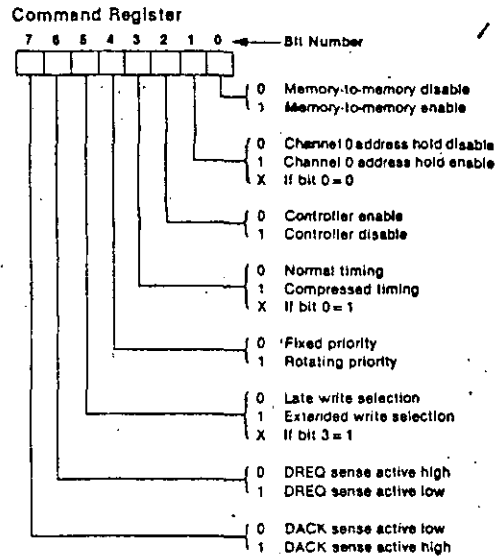 Command Register
7 6 5 4 3 2 1 0 Bit Number
0 Memory-to-memory disable
1 Memory-to-memory enable
0 Channel 0 address hold disable
1 Channel 0 address hold enable
X If bit 0 = 0
0 Controller enable
1 Controller disable
0 Normal timing
1 Compressed timing
X If bit 0 = 1
0 Fixed priority
1 Rotating priority
0 Late write selection
1 Extended write selection
X If bit 3 = 1
0 DREQ sense active high
1 DREQ sense active low
0 DACK sense active low
1 DACK sense active high